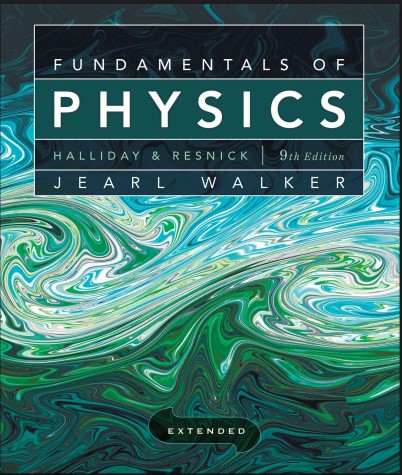 FUNDAMENTALS OF
PHYSICS
HALLIDAY & RESNICK | 9th Edition
JEARL WALKER
EXTENDED